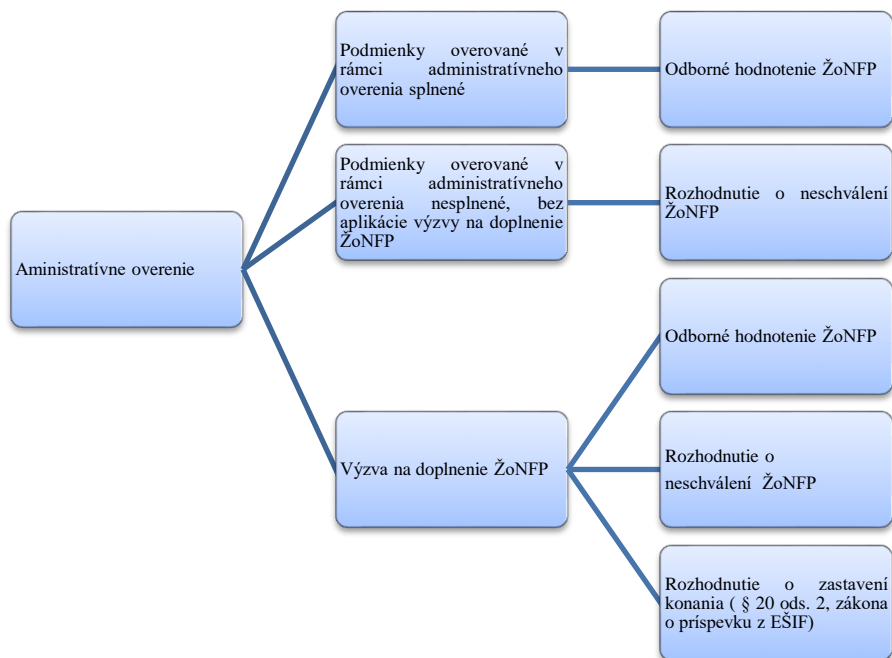 Podmienky overované v
rámci administratívneho
overenia splnené
Odborné hodnotenie ŽoNFP
Podmienky overované v
rámci administratívneho
overenia nesplnené, bez
aplikácie výzvy na doplnenie
ŽoNFP
Rozhodnutie o neschválení
ŽoNFP
Aministratívne overenie
Výzva na doplnenie ŽoNFP
Odborné hodnotenie ŽoNFP
Rozhodnutie o
neschválení ŽoNFP
Rozhodnutie o zastavení
konania ( § 20 ods. 2, zákona
o príspevku z EŠIF)